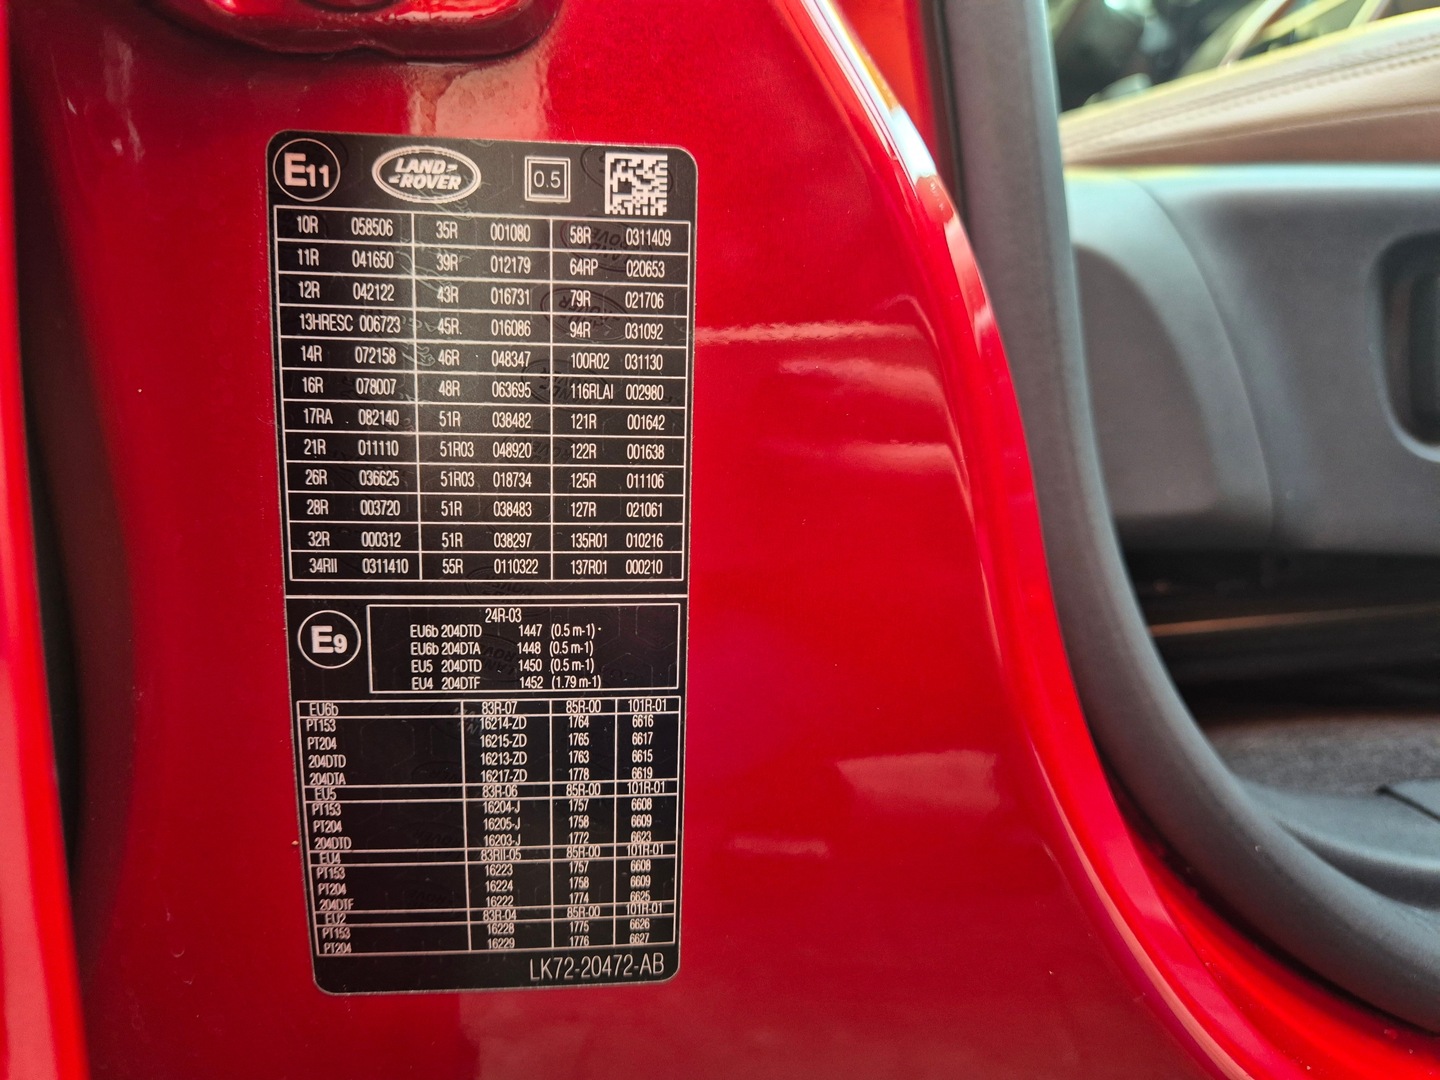 E11 LAND ROVER 0.5
10R 058506 35R 001080 58R 0311409
11R 041650 39R 012179 64RP 020653
12R 042122 43R 016731 79R 021706
13HRESC 006723 45R 016086 94R 031092
14R 072158 46R 048347 100R02 031130
16R 078007 48R 063695 116RLAI 002980
17RA 082140 51R 038482 121R 001642
21R 011110 51R03 048920 122R 001638
26R 036625 51R03 018734 125R 011106
28R 003720 51R 038483 127R 021061
32R 000312 51R 038297 135R01 010216
34RII 0311410 55R 0110322 137R01 000210
E9
24R-03
EU6b 204DTD 1447 (0.5 m-1)
EU6b 204DTA 1448 (0.5 m-1)
EU5 204DTD 1450 (0.5 m-1)
EU4 204DTF 1452 (1.79 m-1)
EU6b 83R-07 85R-00 101R-01
PT153 16214-ZD 1764 6616
PT204 16215-ZD 1765 6617
204DTD 16213-ZD 1763 6615
204DTA 16217-ZD 1778 6619
EU5 83R-06 85R-00 101R-01
PT153 16204-J 1757 6608
PT204 16205-J 1758 6609
204DTD 16203-J 1772 6623
EU4 83RII-05 85R-00 101R-01
PT153 16223 1757 6608
PT204 16224 1758 6609
204DTF 16222 1774 6625
EU2 83R-04 85R-00 101R-01
PT153 16228 1775 6626
PT204 16229 1776 6627
LK72-20472-AB